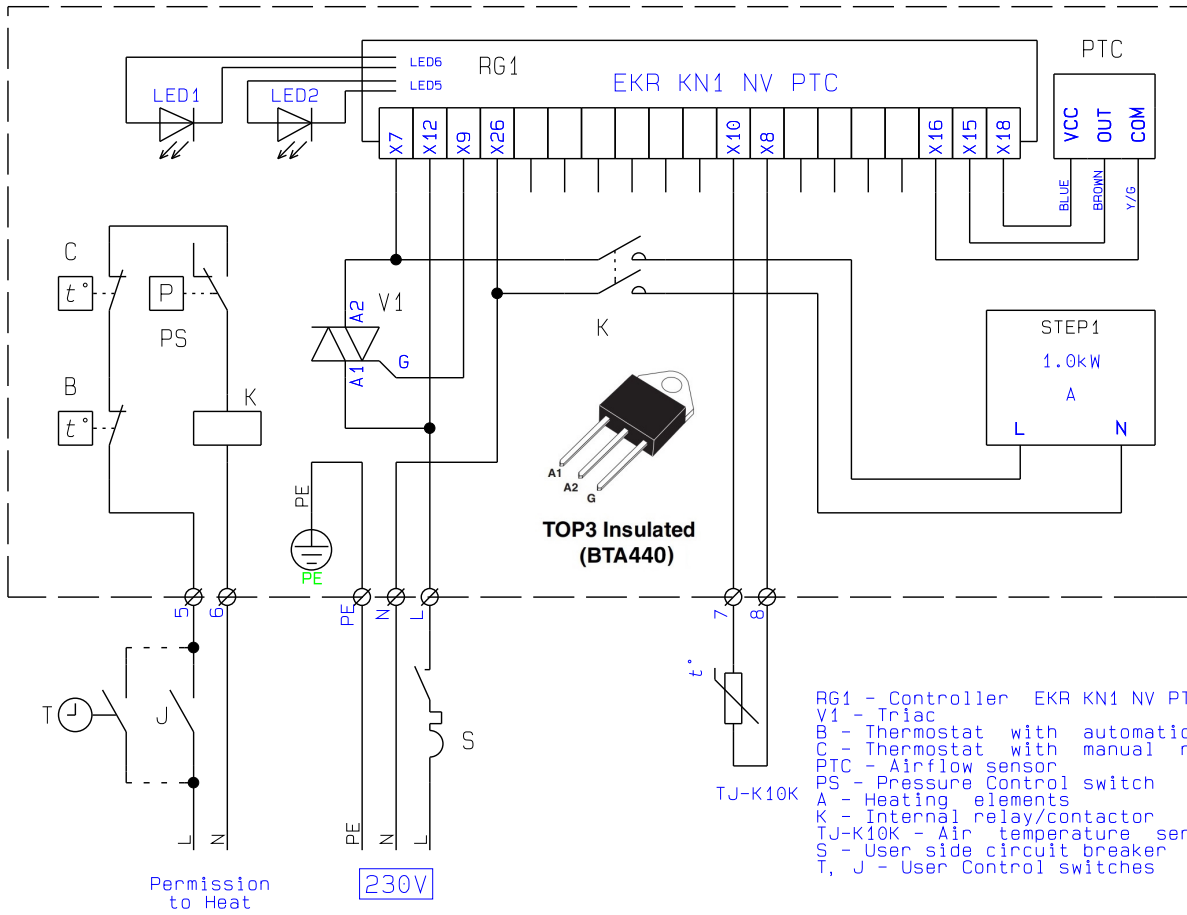 PTC
LED6
RG1
EKR KN1 NV PTC
LED5
LED1
LED2
X7 X12 X9 X26 X10 X8 X16 X15 X18
VCC OUT COM
BLUE BROWN Y/G
C
t°
P
PS
A2
V1
G
A1
K
STEP1
1.0kW
A
L N
B
t°
K
PE
PE
A1
A2
G
TOP3 Insulated
(BTA440)
5 6 PE N L 7 8
t°
T
J
S
TJ-K10K
L N PE N L
Permission
to Heat
230V
RG1 - Controller EKR KN1 NV
V1 - Triac
B - Thermostat with
C - Thermostat with manual
PTC - Airflow sensor
PS - Pressure Control switch
A - Heating elements
K - Internal relay/contactor
TJ-K10K - Air temperature
S - User side circuit breaker
T, J - User Control switches